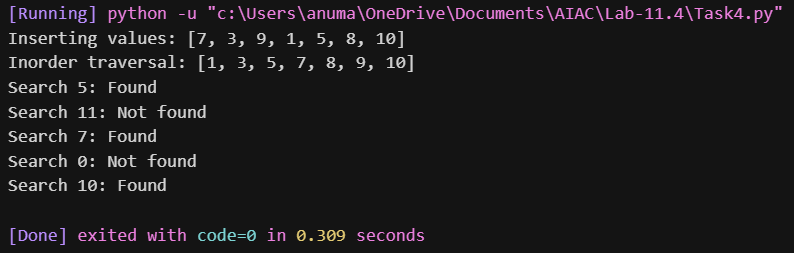 [Running] python -u "c:\Users\anuma\OneDrive\Documents\AIAC\Lab-11.4\Task4.py"
Inserting values: [7, 3, 9, 1, 5, 8, 10]
Inorder traversal: [1, 3, 5, 7, 8, 9, 10]
Search 5: Found
Search 11: Not found
Search 7: Found
Search 0: Not found
Search 10: Found
[Done] exited with code=0 in 0.309 seconds